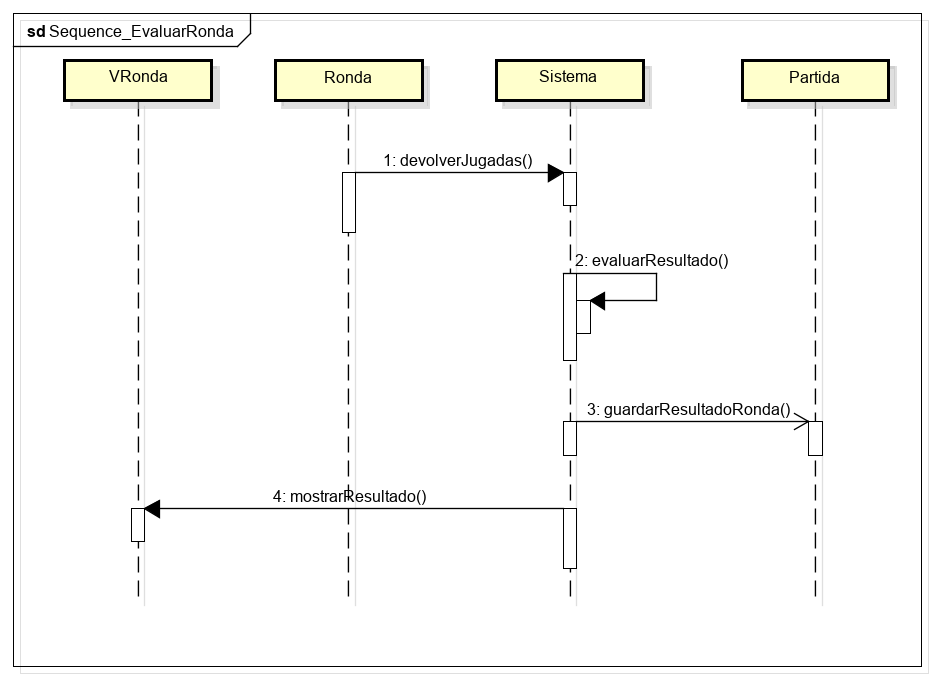 sd Sequence_EvaluarRonda
VRonda
Ronda
Sistema
Partida
1: devolverJugadas()
2: evaluarResultado()
3: guardarResultadoRonda()
4: mostrarResultado()